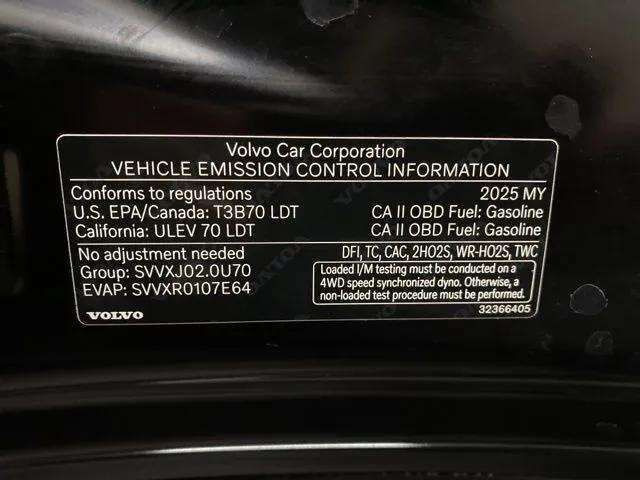 Volvo Car Corporation
VEHICLE EMISSION CONTROL INFORMATION
Conforms to regulations 2025 MY
U.S. EPA/Canada: T3B70 LDT CA II OBD Fuel: Gasoline
California: ULEV 70 LDT CA II OBD Fuel: Gasoline
No adjustment needed DFI, TC, CAC, 2HO2S, WR-HO2S, TWC
Group: SVVXJ02.0U70
EVAP: SVVXR0107E64
Loaded I/M testing must be conducted on a
4WD speed synchronized dyno. Otherwise, a
non-loaded test procedure must be performed.
VOLVO 32366405